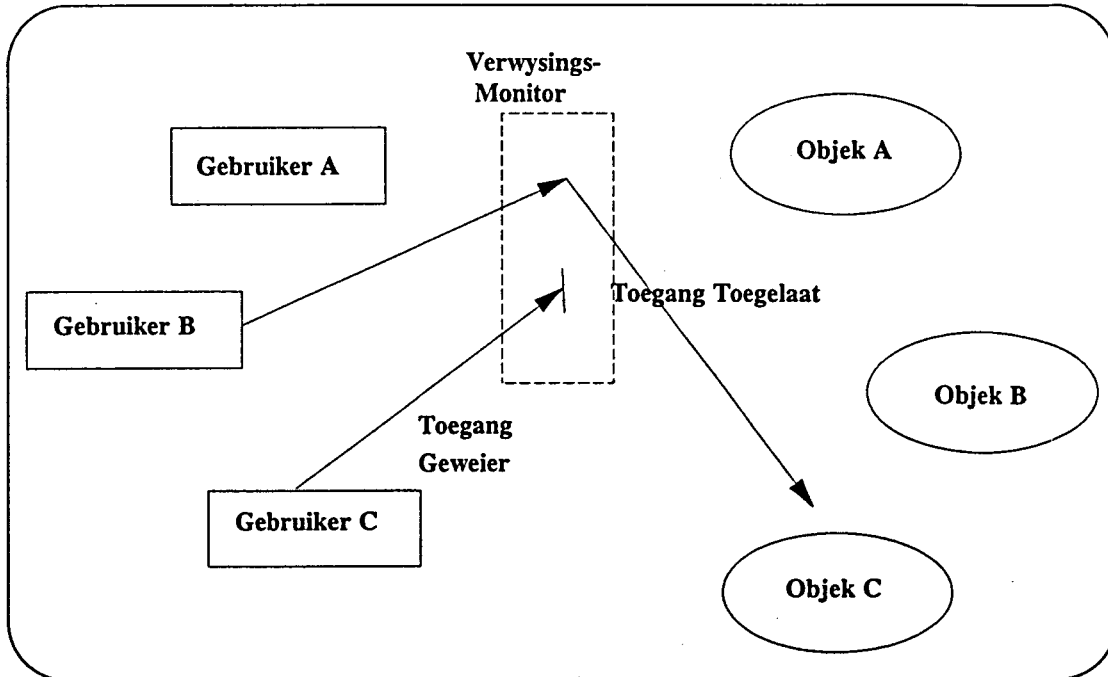 Verwysings-
Monitor
Gebruiker A
Objek A
Toegang Toegelaat
Gebruiker B
Objek B
Toegang
Geweier
Gebruiker C
Objek C